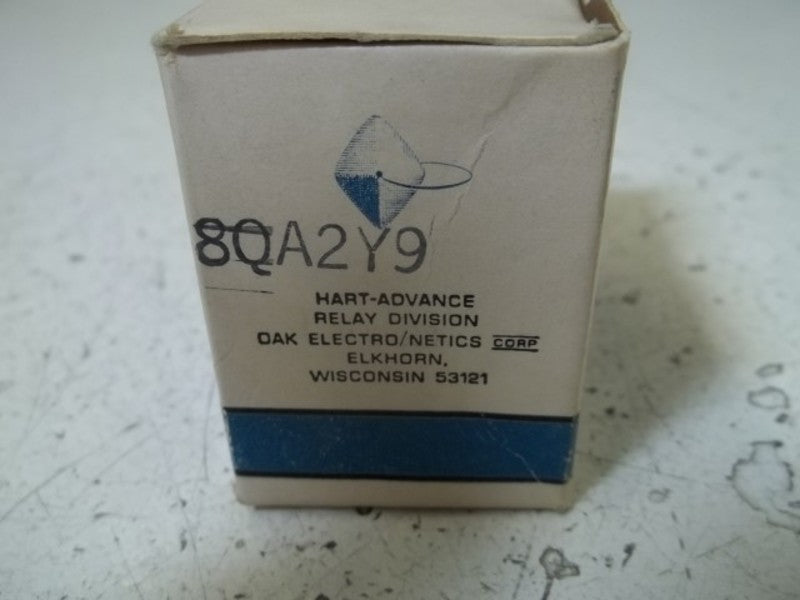 8QA2Y9
HART-ADVANCE
RELAY DIVISION
OAK ELECTRO/NETICS CORP
ELKHORN,
WISCONSIN 53121